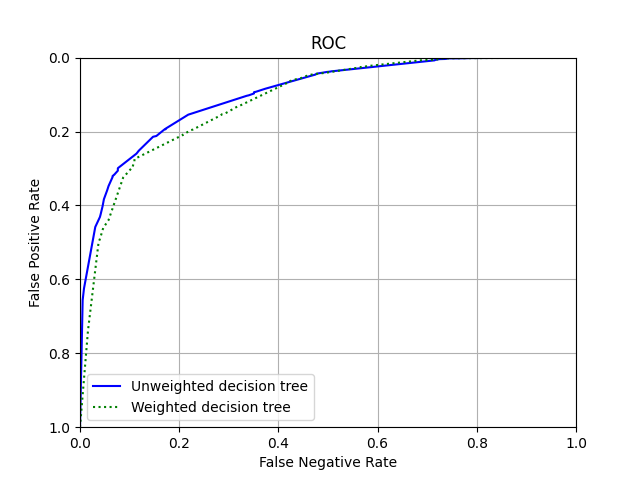 ROC
0.0
0.2
0.4
0.6
0.8
1.0
False Positive Rate
Unweighted decision tree
Weighted decision tree
0.0 0.2 0.4 0.6 0.8 1.0
False Negative Rate